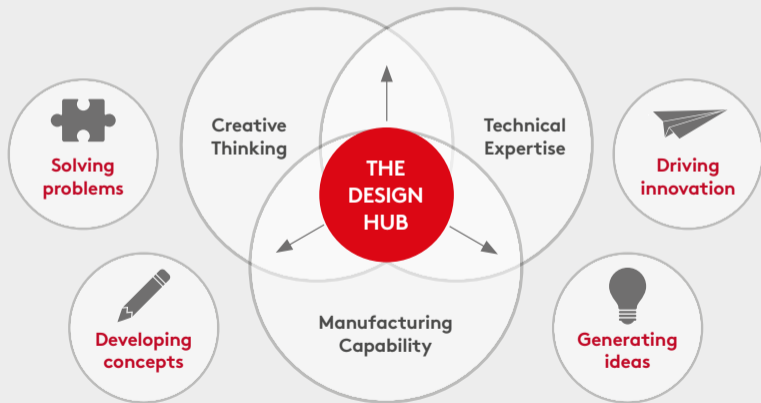 Creative
Thinking
Technical
Expertise
THE
DESIGN
HUB
Manufacturing
Capability
Solving
problems
Developing
concepts
Driving
innovation
Generating
ideas